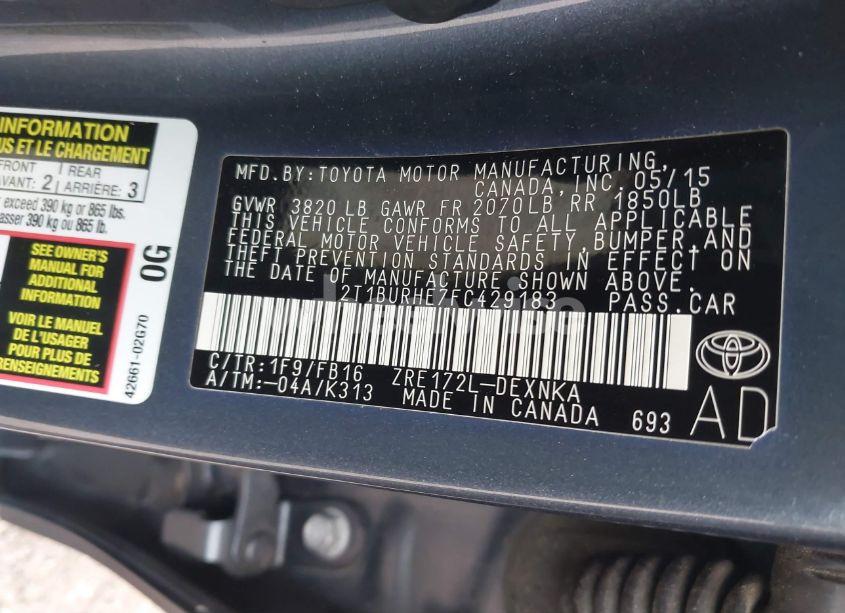 INFORMATION
US ET LE CHARGEMENT
FRONT
AVANT: 2
REAR
ARRIÈRE: 3
exceed 390 kg or 865 lbs.
passer 390 kg ou 865 lb.
SEE OWNER'S
MANUAL FOR
ADDITIONAL
INFORMATION
VOIR LE MANUEL
DE L'USAGER
POUR PLUS DE
RENSEIGNEMENTS
0G
42661-02G70
MFD.BY:TOYOTA MOTOR MANUFACTURING,
CANADA, INC. 05/15
GVWR 3820 LB GAWR FR 2070LB RR 1850LB
THIS VEHICLE CONFORMS TO ALL APPLICABLE
FEDERAL MOTOR VEHICLE SAFETY, BUMPER, AND
THEFT PREVENTION STANDARDS IN EFFECT ON
THE DATE OF MANUFACTURE SHOWN ABOVE.
2T1BURHE7FC429183 PASS.CAR
C/TR:1F9/FB16 ZRE172L-DEXNKA
A/TM:-04A/K313 MADE IN CANADA 693
AD